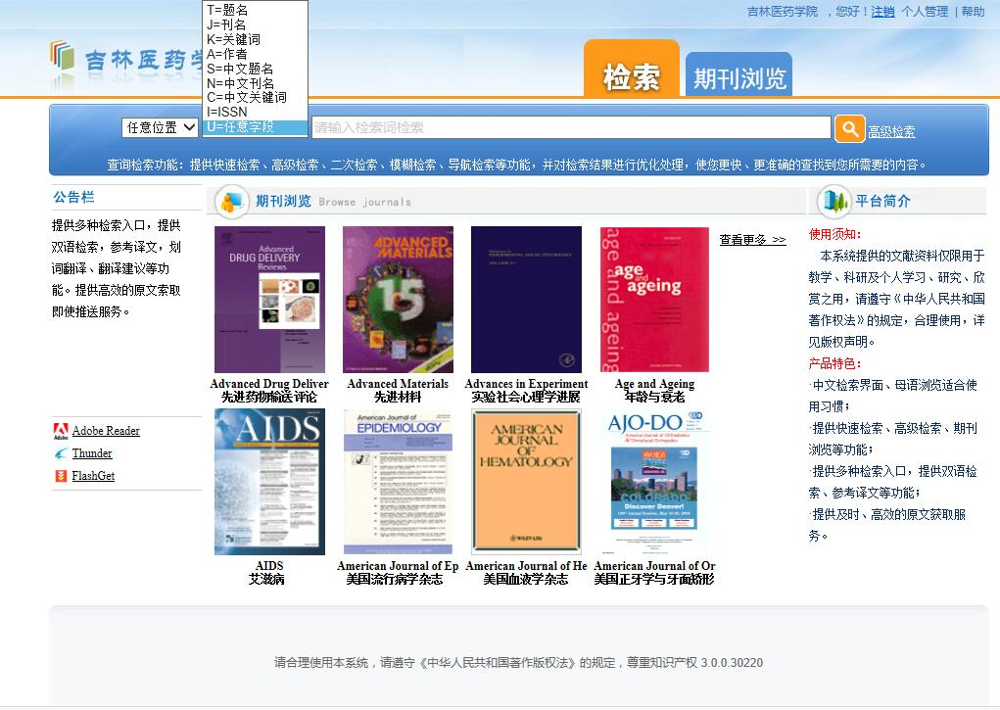 吉林医药学院 ，您好！注销 个人管理 | 帮助
T=题名
J=刊名
K=关键词
A=作者
S=中文题名
N=中文刊名
C=中文关键词
I=ISSN
U=任意字段
吉林医药学
检索
期刊浏览
任意位置
请输入检索词检索
高级检索
查询检索功能：提供快速检索、高级检索、二次检索、模糊检索、导航检索等功能，并对检索结果进行优化处理，使您更快、更准确的查找到您所需要的内容。
公告栏
提供多种检索入口，提供
双语检索，参考译文，划
词翻译、翻译建议等功
能。提供高效的原文索取
即使推送服务。
Adobe Reader
Thunder
FlashGet
期刊浏览 Browse journals
查看更多 >>
Advanced
DRUG DELIVERY
Reviews
ADVANCED
MATERIALS
15
age and ageing
age
and
ageing
Advanced Drug Deliver
先进药物输送评论
Advanced Materials
先进材料
Advances in Experiment
实验社会心理学进展
Age and Ageing
年龄与衰老
AIDS
American Journal of
EPIDEMIOLOGY
AMERICAN
JOURNAL
OF
HEMATOLOGY
WILEY-LISS
AJO-DO
COLORADO
Discover Denver!
AIDS
艾滋病
American Journal of Ep
美国流行病学杂志
American Journal of He
美国血液学杂志
American Journal of Or
美国正牙学与牙面矫形
平台简介
使用须知：
本系统提供的文献资料仅限用于
教学、科研及个人学习、研究、欣
赏之用，请遵守《中华人民共和国
著作权法》的规定，合理使用，详
见版权声明。
产品特色：
·中文检索界面、母语浏览适合使
用习惯；
·提供快速检索、高级检索、期刊
浏览等功能；
·提供多种检索入口，提供双语检
索、参考译文等功能；
·提供及时、高效的原文获取服
务。
请合理使用本系统，请遵守《中华人民共和国著作版权法》的规定，尊重知识产权 3.0.0.30220